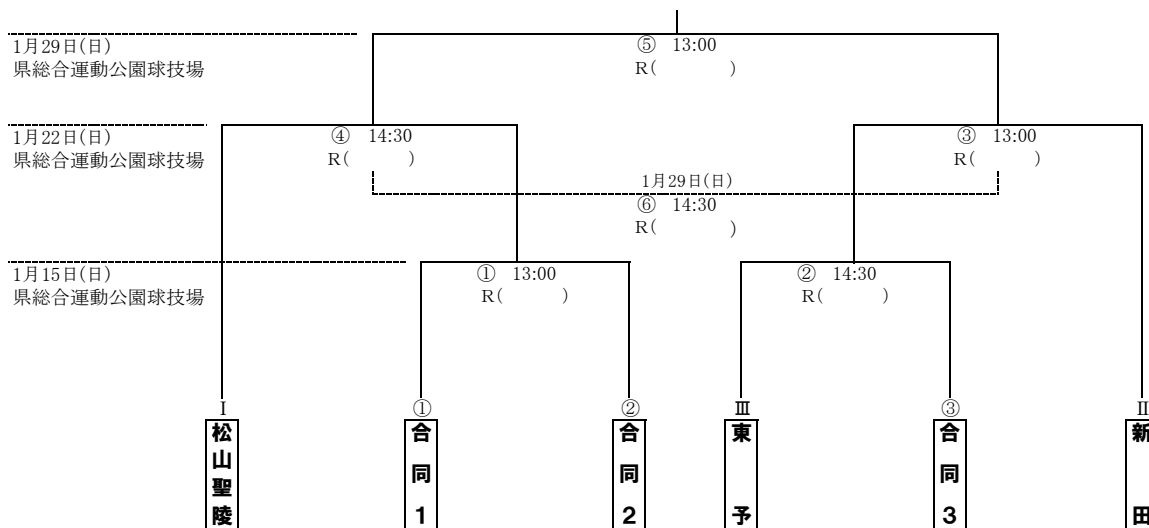 1月29日(日)
県総合運動公園球技場
⑤ 13:00
R( )
1月22日(日)
県総合運動公園球技場
④ 14:30
R( )
③ 13:00
R( )
1月29日(日)
⑥ 14:30
R( )
1月15日(日)
県総合運動公園球技場
① 13:00
R( )
② 14:30
R( )
Ⅰ
松山聖陵
①
合同1
②
合同2
Ⅲ
東予
③
合同3
Ⅱ
新田